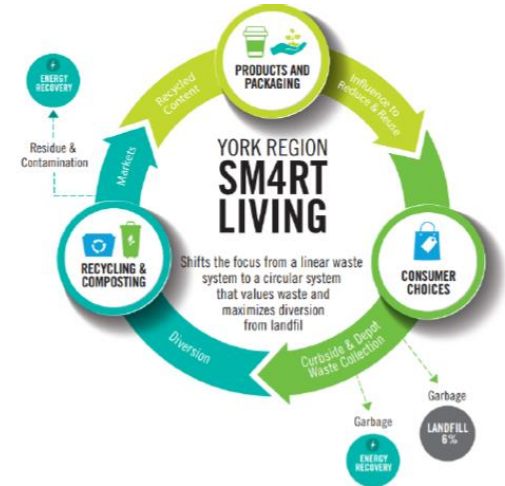 PRODUCTS AND
PACKAGING
Recycled
Content
Influence to
Reduce & Reuse
ENERGY
RECOVERY
Residue &
Contamination
Markets
YORK REGION
SM4RT
LIVING
Shifts the focus from a linear waste
system to a circular system
that values waste and
maximizes diversion
from landfil
RECYCLING &
COMPOSTING
CONSUMER
CHOICES
Diversion
Curbside & Depot
Waste Collection
Garbage
LANDFILL
6%
Garbage
ENERGY
RECOVERY